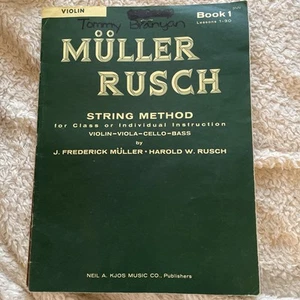 VIOLIN
Book 1
Lessons 1-30
Tommy
MÜLLER
RUSCH
STRING METHOD
for Class or Individual Instruction
VIOLIN-VIOLA-CELLO-BASS
by
J. FREDERICK MÜLLER • HAROLD W. RUSCH
NEIL A. KJOS MUSIC CO., Publishers